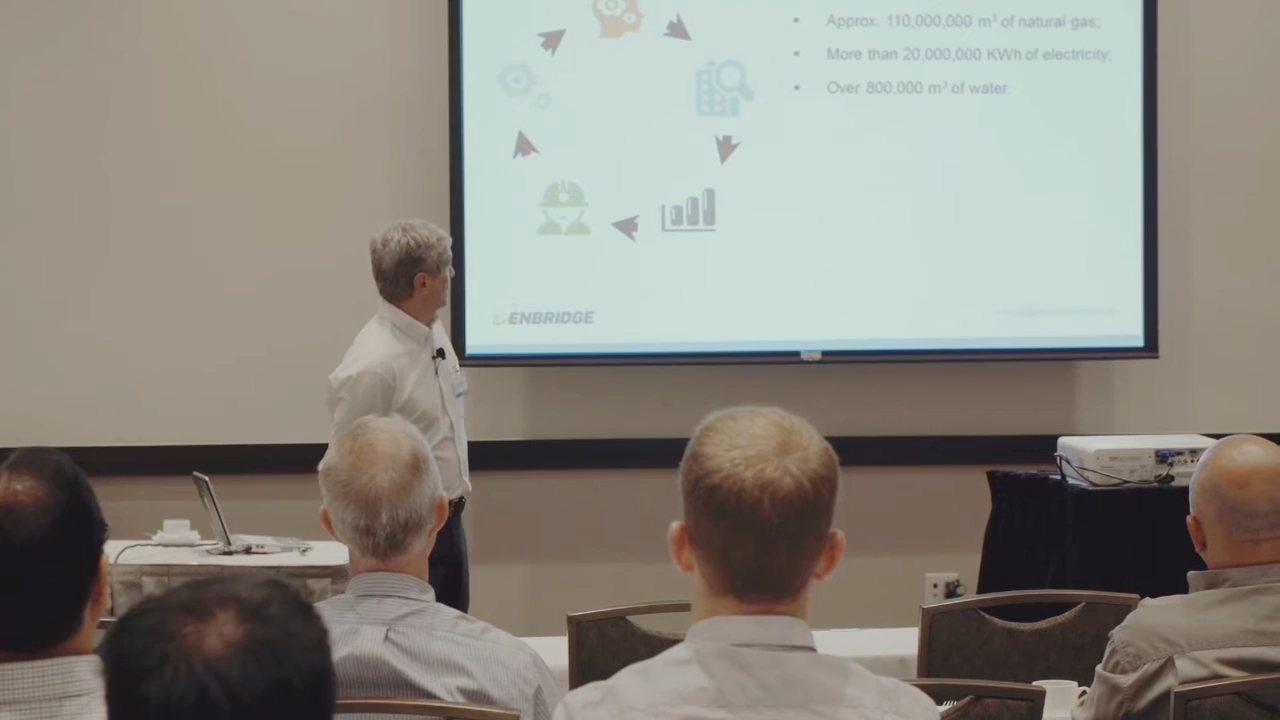 Approx. 110,000,000 m³ of natural gas;
More than 20,000,000 KWh of electricity;
Over 800,000 m³ of water.
ENBRIDGE